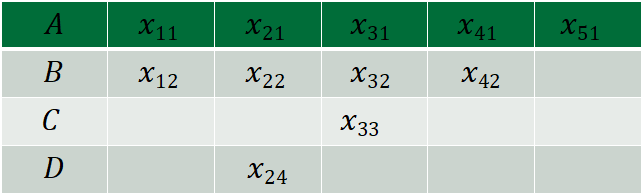 A x₁₁ x₂₁ x₃₁ x₄₁ x₅₁
B x₁₂ x₂₂ x₃₂ x₄₂
C x₃₃
D x₂₄